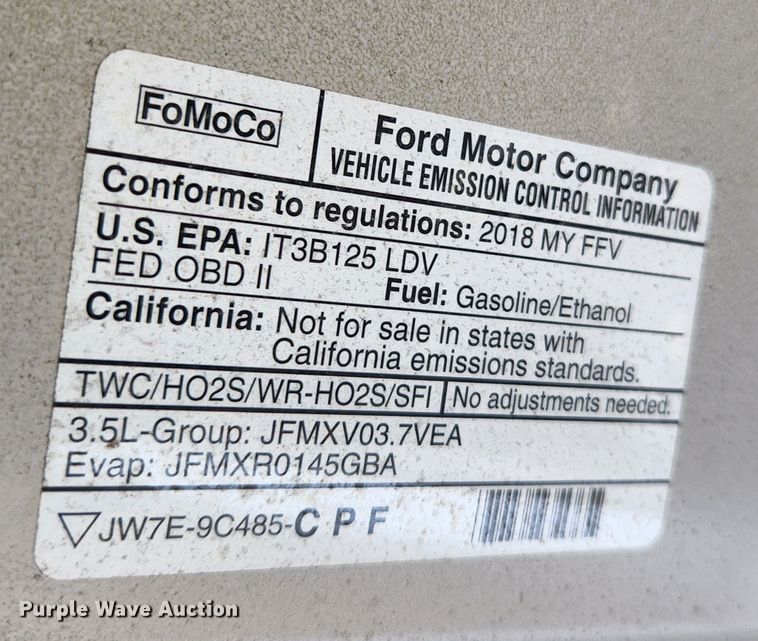 FoMoCo
Ford Motor Company
VEHICLE EMISSION CONTROL INFORMATION
Conforms to regulations: 2018 MY FFV
U.S. EPA: IT3B125 LDV
FED OBD II
Fuel: Gasoline/Ethanol
California: Not for sale in states with
California emissions standards.
TWC/HO2S/WR-HO2S/SFI No adjustments needed.
3.5L-Group: JFMXV03.7VEA
Evap: JFMXR0145GBA
JW7E-9C485-C P F
Purple Wave Auction